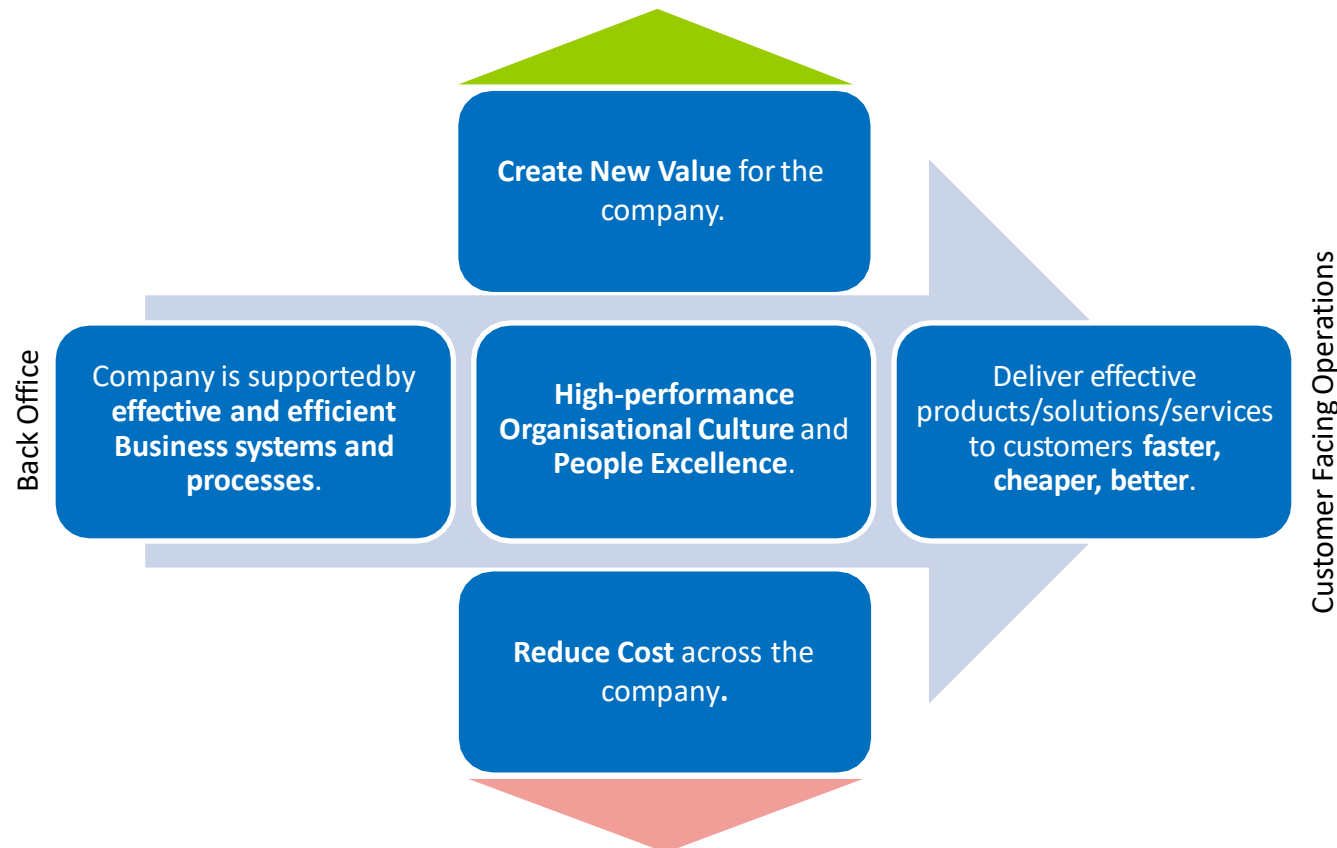 Create New Value for the
company.
Back Office
Company is supported by
effective and efficient
Business systems and
processes.
High-performance
Organisational Culture and
People Excellence.
Deliver effective
products/solutions/services
to customers faster,
cheaper, better.
Customer Facing Operations
Reduce Cost across the
company.